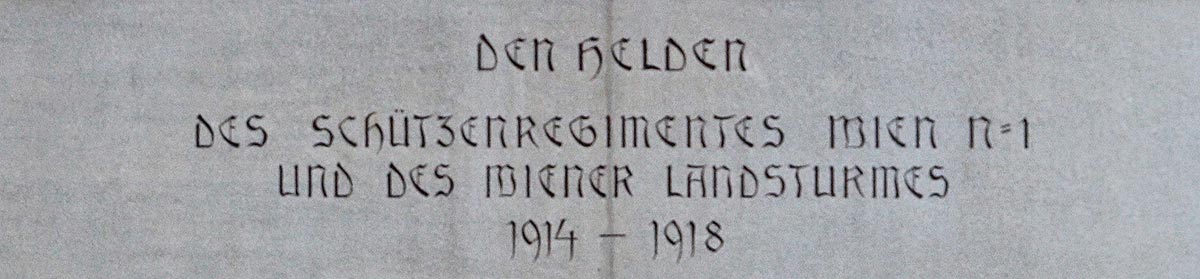 DEN HELDEN
DES SCHÜTZENREGIMENTES WIEN N=1
UND DES WIENER LANDSTURMES
1914 – 1918